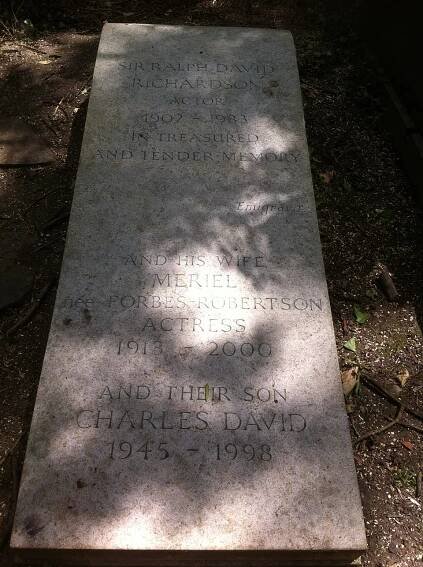 SIR RALPH DAVID
RICHARDSON
ACTOR
1902 - 1983
IN TREASURED
AND TENDER MEMORY
AND HIS WIFE
MERIEL
née FORBES-ROBERTSON
ACTRESS
1913 - 2000
AND THEIR SON
CHARLES DAVID
1945 - 1998